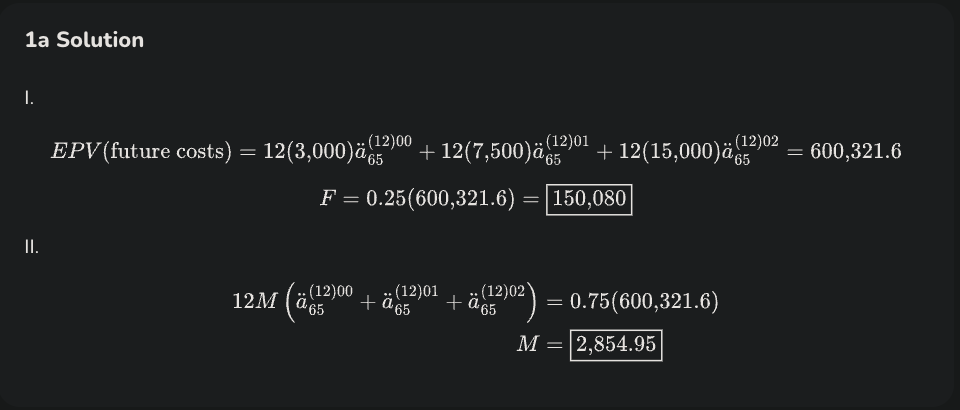 1a Solution
I.
EPV(future costs) = 12(3,000)ä_{65}^{(12)00} + 12(7,500)ä_{65}^{(12)01} + 12(15,000)ä_{65}^{(12)02} = 600,321.6
F = 0.25(600,321.6) = 150,080
II.
12M (ä_{65}^{(12)00} + ä_{65}^{(12)01} + ä_{65}^{(12)02}) = 0.75(600,321.6)
M = 2,854.95